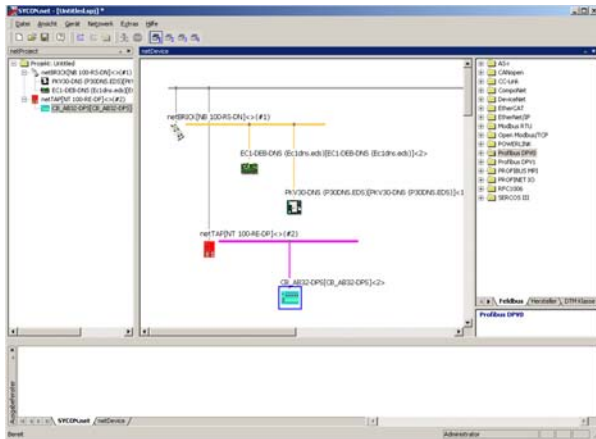 SYCON.net - [Untitled.spj] *
Datei Ansicht Gerät Netzwerk Extras Hilfe
netProject
netDevice
Projekt: Untitled
netBRICK[NB 100-RS-DN]<>(#1)
PKV30-DNS (P30DNS.EDS)[PKV
EC1-DEB-DNS (Ec1dns.eds)[EC
netTAP[NT 100-RE-DP]<>(#2)
CB_AB32-DPS[CB_AB32-DPS]
netBRICK[NB 100-RS-DN]<>(#1)
EC1-DEB-DNS (Ec1dns.eds)[EC1-DEB-DNS (Ec1dns.eds)]<2>
PKV30-DNS (P30DNS.EDS)[PKV30-DNS (P30DNS.EDS)]<1
netTAP[NT 100-RE-DP]<>(#2)
CB_AB32-DPS[CB_AB32-DPS]<2>
AS-i
CANopen
CC-Link
CompoNet
DeviceNet
EtherCAT
EtherNet/IP
Modbus RTU
Open Modbus/TCP
POWERLINK
Profibus DPV0
Profibus DPV1
PROFIBUS MPI
PROFINET IO
RFC1006
SERCOS III
Feldbus Hersteller DTM-Klasse
Profibus DPV0
Ausgabefenster
SYCON.net netDevice
Bereit
Administrator